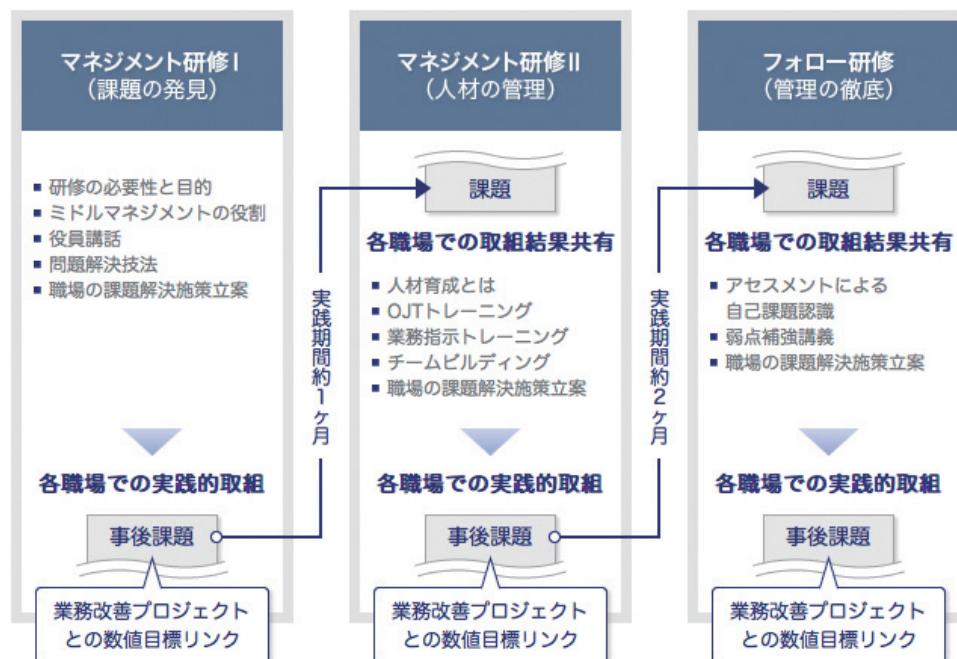 マネジメント研修Ⅰ
（課題の発見）
■ 研修の必要性と目的
■ ミドルマネジメントの役割
■ 役員講話
■ 問題解決技法
■ 職場の課題解決施策立案
各職場での実践的取組
事後課題
業務改善プロジェクト
との数値目標リンク
実践期間約1ヶ月
マネジメント研修Ⅱ
（人材の管理）
課題
各職場での取組結果共有
■ 人材育成とは
■ OJTトレーニング
■ 業務指示トレーニング
■ チームビルディング
■ 職場の課題解決施策立案
各職場での実践的取組
事後課題
業務改善プロジェクト
との数値目標リンク
実践期間約2ヶ月
フォロー研修
（管理の徹底）
課題
各職場での取組結果共有
■ アセスメントによる
自己課題認識
■ 弱点補強講義
■ 職場の課題解決施策立案
各職場での実践的取組
事後課題
業務改善プロジェクト
との数値目標リンク